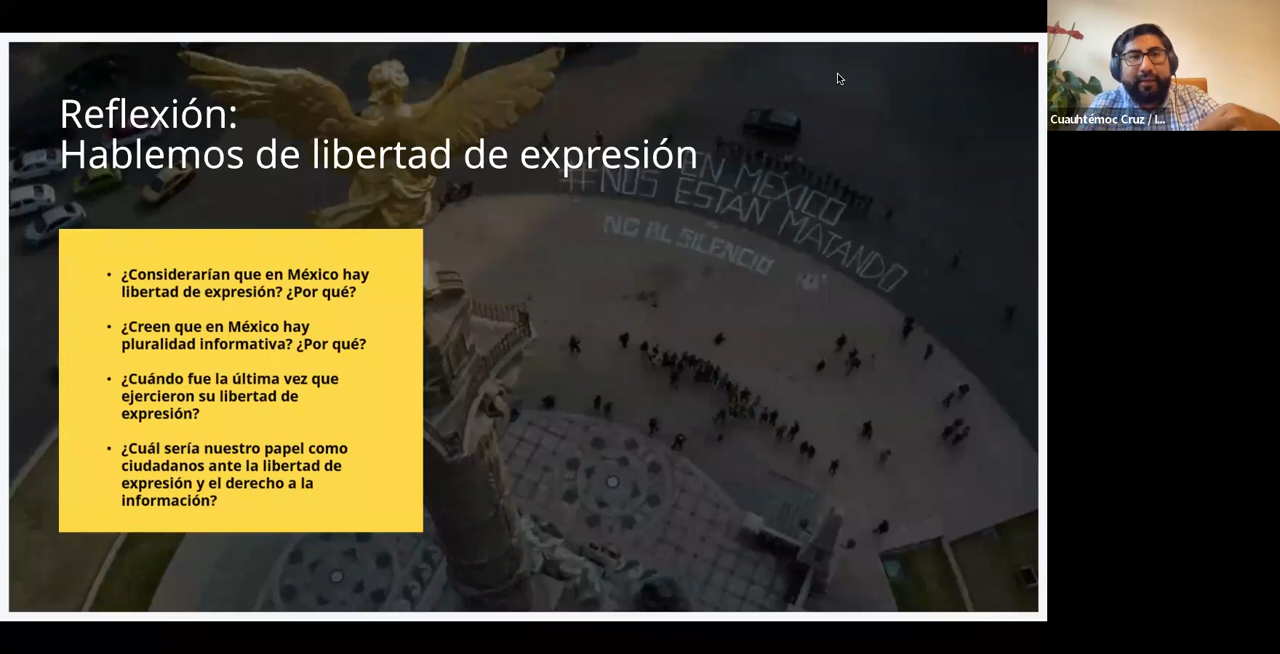 Reflexión:
Hablemos de libertad de expresión
EN MEXICO
#NOS ESTAN MATANDO
NO AL SILENCIO
• ¿Considerarían que en México hay
libertad de expresión? ¿Por qué?
• ¿Creen que en México hay
pluralidad informativa? ¿Por qué?
• ¿Cuándo fue la última vez que
ejercieron su libertad de
expresión?
• ¿Cuál sería nuestro papel como
ciudadanos ante la libertad de
expresión y el derecho a la
información?
Cuauhtémoc Cruz / I...